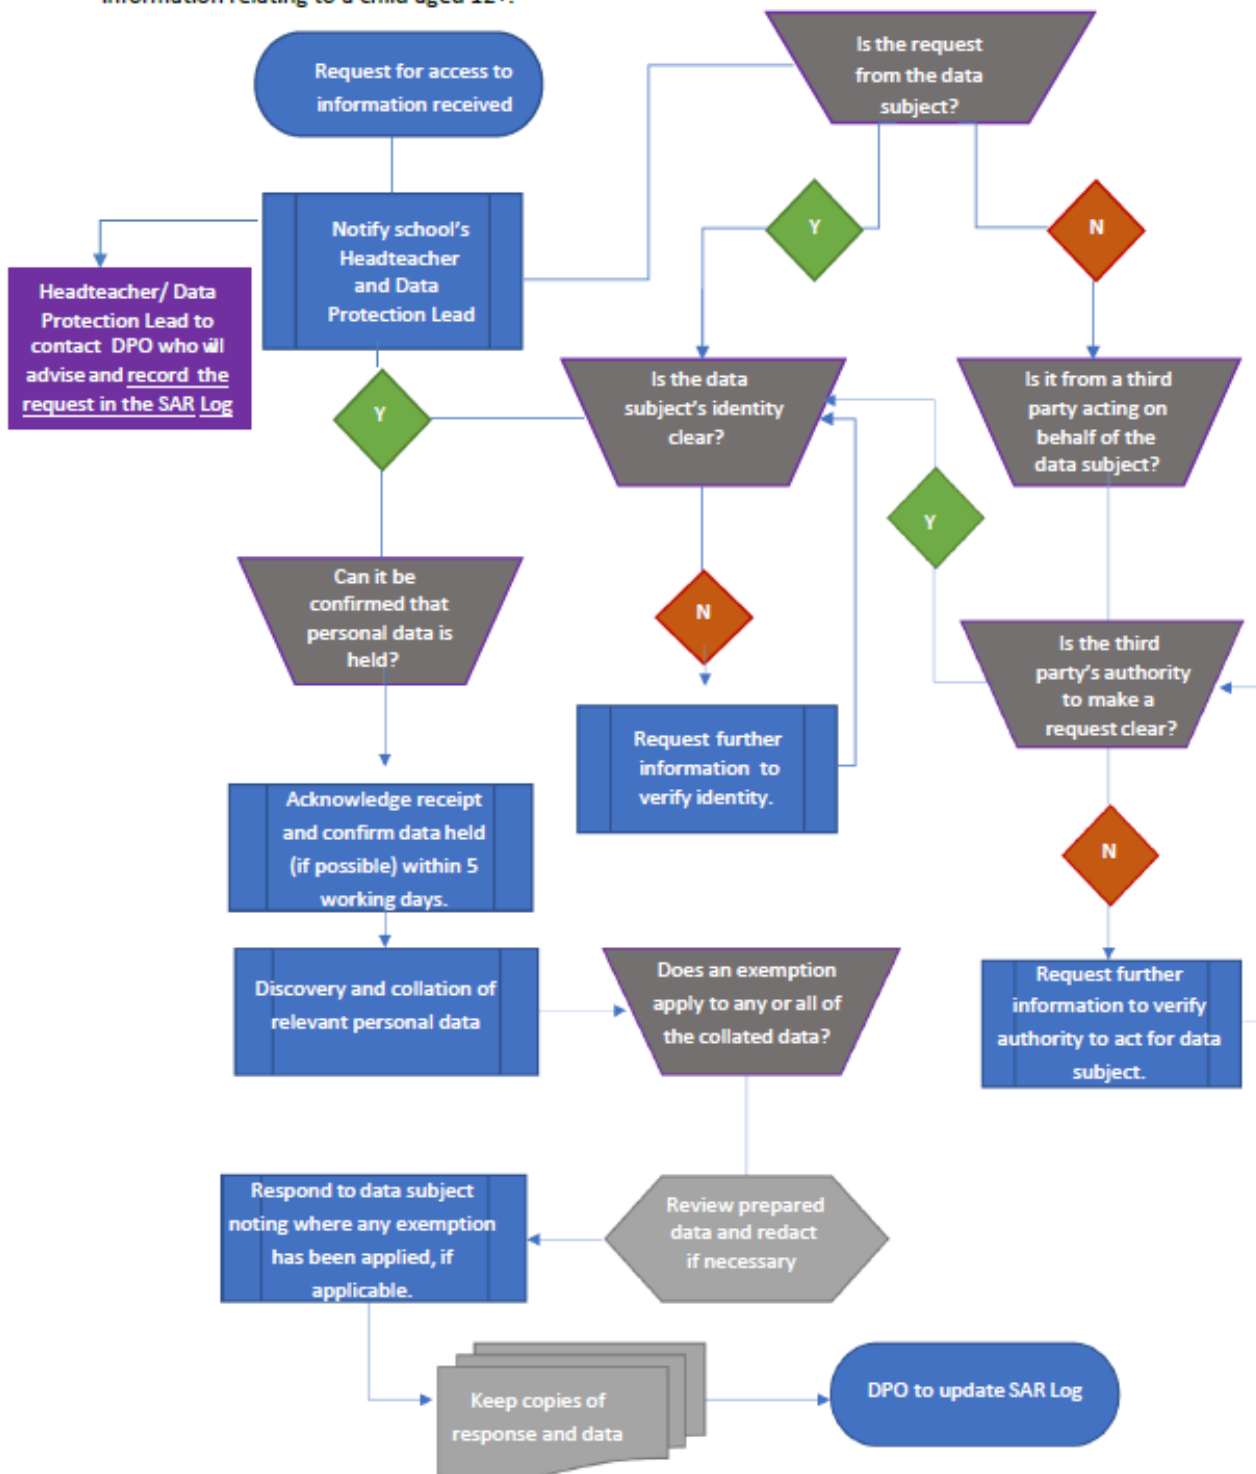 information relating to a child aged 12+.
Request for access to
information received
Is the request
from the data
subject?
Y
N
Notify school's
Headteacher
and Data
Protection Lead
Headteacher/ Data
Protection Lead to
contact DPO who will
advise and record the
request in the SAR Log
Y
Is the data
subject's identity
clear?
Is it from a third
party acting on
behalf of the
data subject?
Y
Can it be
confirmed that
personal data is
held?
N
Is the third
party's authority
to make a
request clear?
Request further
information to
verify identity.
Acknowledge receipt
and confirm data held
(if possible) within 5
working days.
N
Discovery and collation of
relevant personal data
Does an exemption
apply to any or all of
the collated data?
Request further
information to verify
authority to act for data
subject.
Respond to data subject
noting where any exemption
has been applied, if
applicable.
Review prepared
data and redact
if necessary
Keep copies of
response and data
DPO to update SAR Log